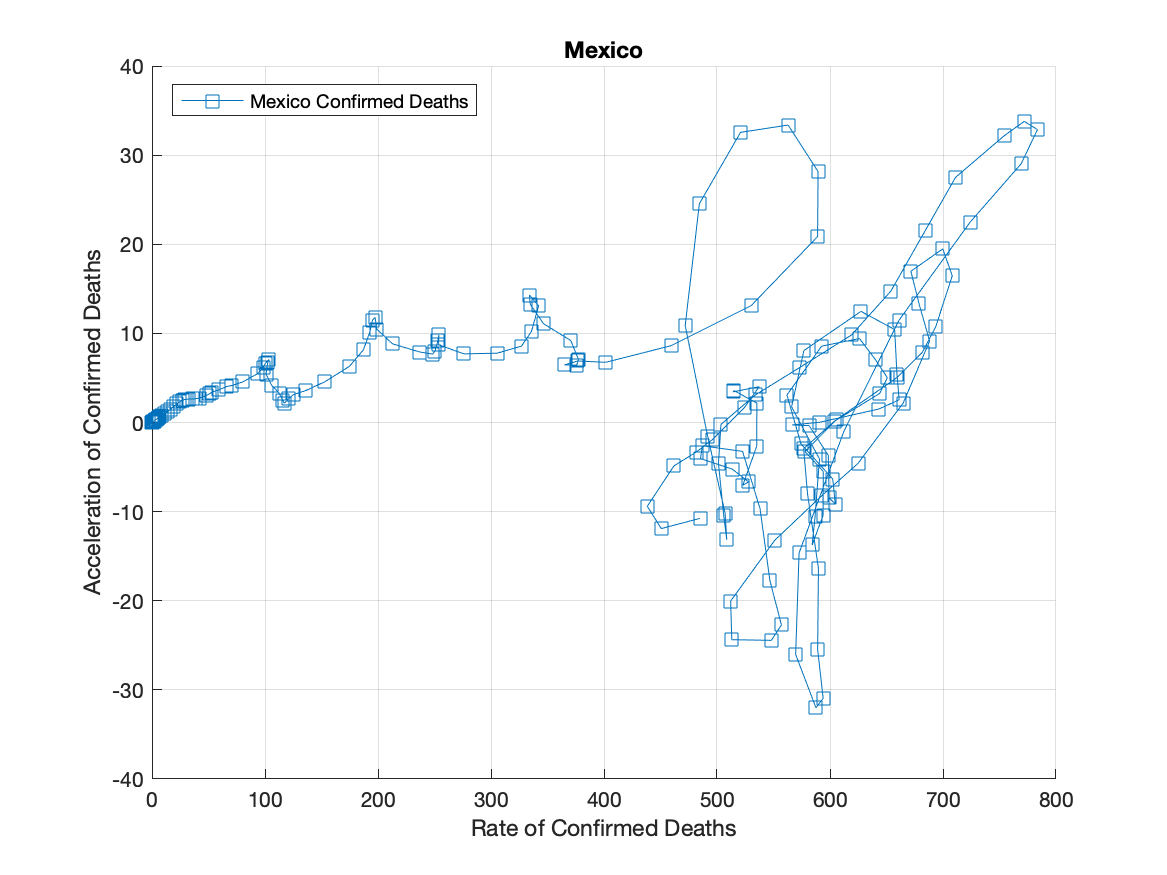 Mexico
Mexico Confirmed Deaths
Acceleration of Confirmed Deaths
40
30
20
10
0
-10
-20
-30
-40
0 100 200 300 400 500 600 700 800
Rate of Confirmed Deaths